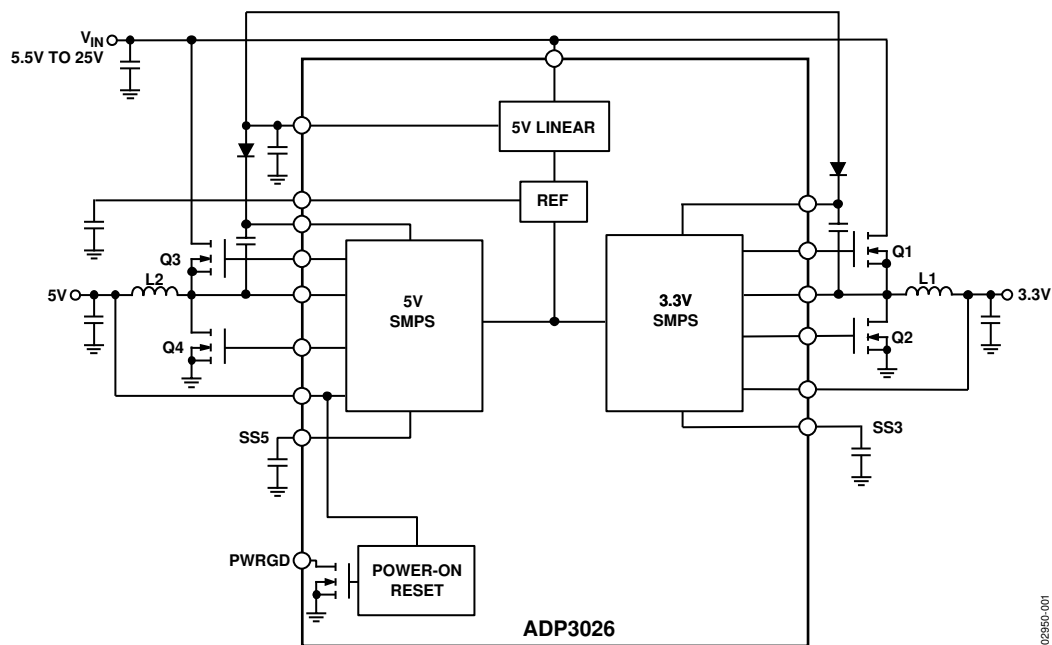 VIN
5.5V TO 25V
5V LINEAR
REF
Q3
L2
5V
Q4
5V
SMPS
3.3V
SMPS
Q1
L1
3.3V
Q2
SS5
SS3
PWRGD
POWER-ON
RESET
ADP3026
02950-001